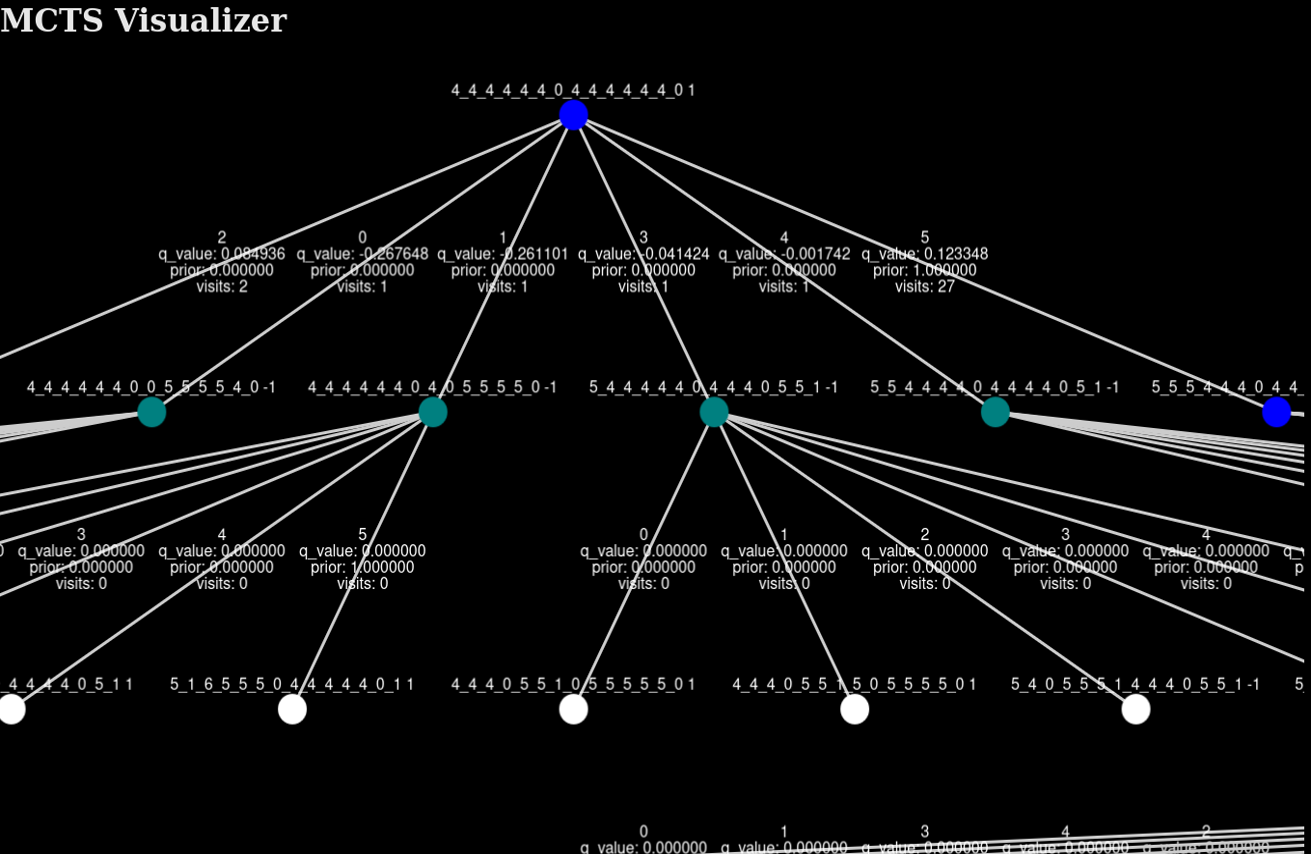 MCTS Visualizer
4_4_4_4_4_4_0_4_4_4_4_4_4_0 1
2
q_value: 0.084936
prior: 0.000000
visits: 2
0
q_value: -0.267648
prior: 0.000000
visits: 1
1
q_value: -0.261101
prior: 0.000000
visits: 1
3
q_value: -0.041424
prior: 0.000000
visits: 1
4
q_value: -0.001742
prior: 0.000000
visits: 1
5
q_value: 0.123348
prior: 1.000000
visits: 27
4_4_4_4_4_4_0_0_5_5_5_5_4_0 -1
4_4_4_4_4_4_0_4_0_5_5_5_5_0 -1
5_4_4_4_4_4_0_4_4_4_0_5_5_1 -1
5_5_4_4_4_4_0_4_4_4_4_0_5_1 -1
5_5_5_4_4_4_0_4_4
3
q_value: 0.000000
prior: 0.000000
visits: 0
4
q_value: 0.000000
prior: 0.000000
visits: 0
5
q_value: 0.000000
prior: 1.000000
visits: 0
0
q_value: 0.000000
prior: 0.000000
visits: 0
1
q_value: 0.000000
prior: 0.000000
visits: 0
2
q_value: 0.000000
prior: 0.000000
visits: 0
3
q_value: 0.000000
prior: 0.000000
visits: 0
4
q_value: 0.000000
prior: 0.000000
visits: 0
_4_4_4_4_0_5_1 1
5_1_6_5_5_5_0_4_4_4_4_4_0_1 1
4_4_4_0_5_5_1_0_5_5_5_5_5_0 1
4_4_4_0_5_5_1_5_0_5_5_5_5_0 1
5_4_0_5_5_5_1_4_4_4_0_5_5_1 -1
0
q_value: 0.000000
1
q_value: 0.000000
3
q_value: 0.000000
4
q_value: 0.000000
2
q_value: 0.000000